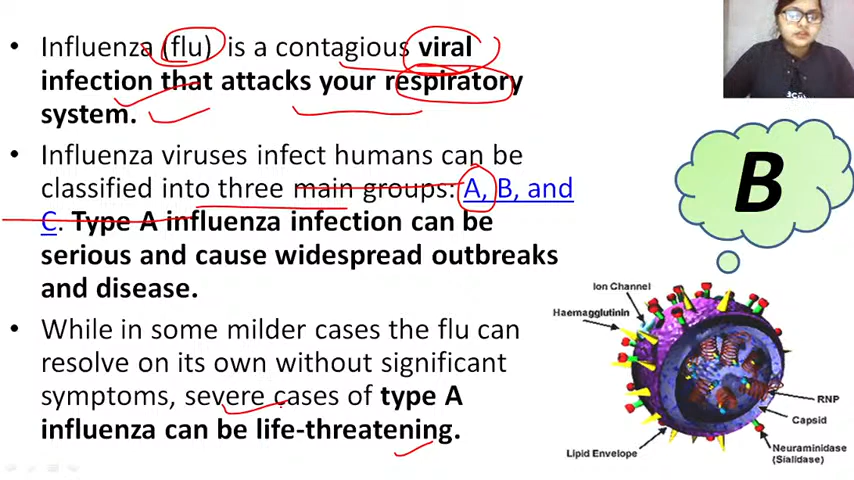 • Influenza (flu) is a contagious viral
infection that attacks your respiratory
system.
• Influenza viruses infect humans can be
classified into three main groups: A, B, and
C. Type A influenza infection can be
serious and cause widespread outbreaks
and disease.
• While in some milder cases the flu can
resolve on its own without significant
symptoms, severe cases of type A
influenza can be life-threatening.
B
Ion Channel
Haemagglutinin
RNP
Capsid
Neuraminidase
(Sialidase)
Lipid Envelope